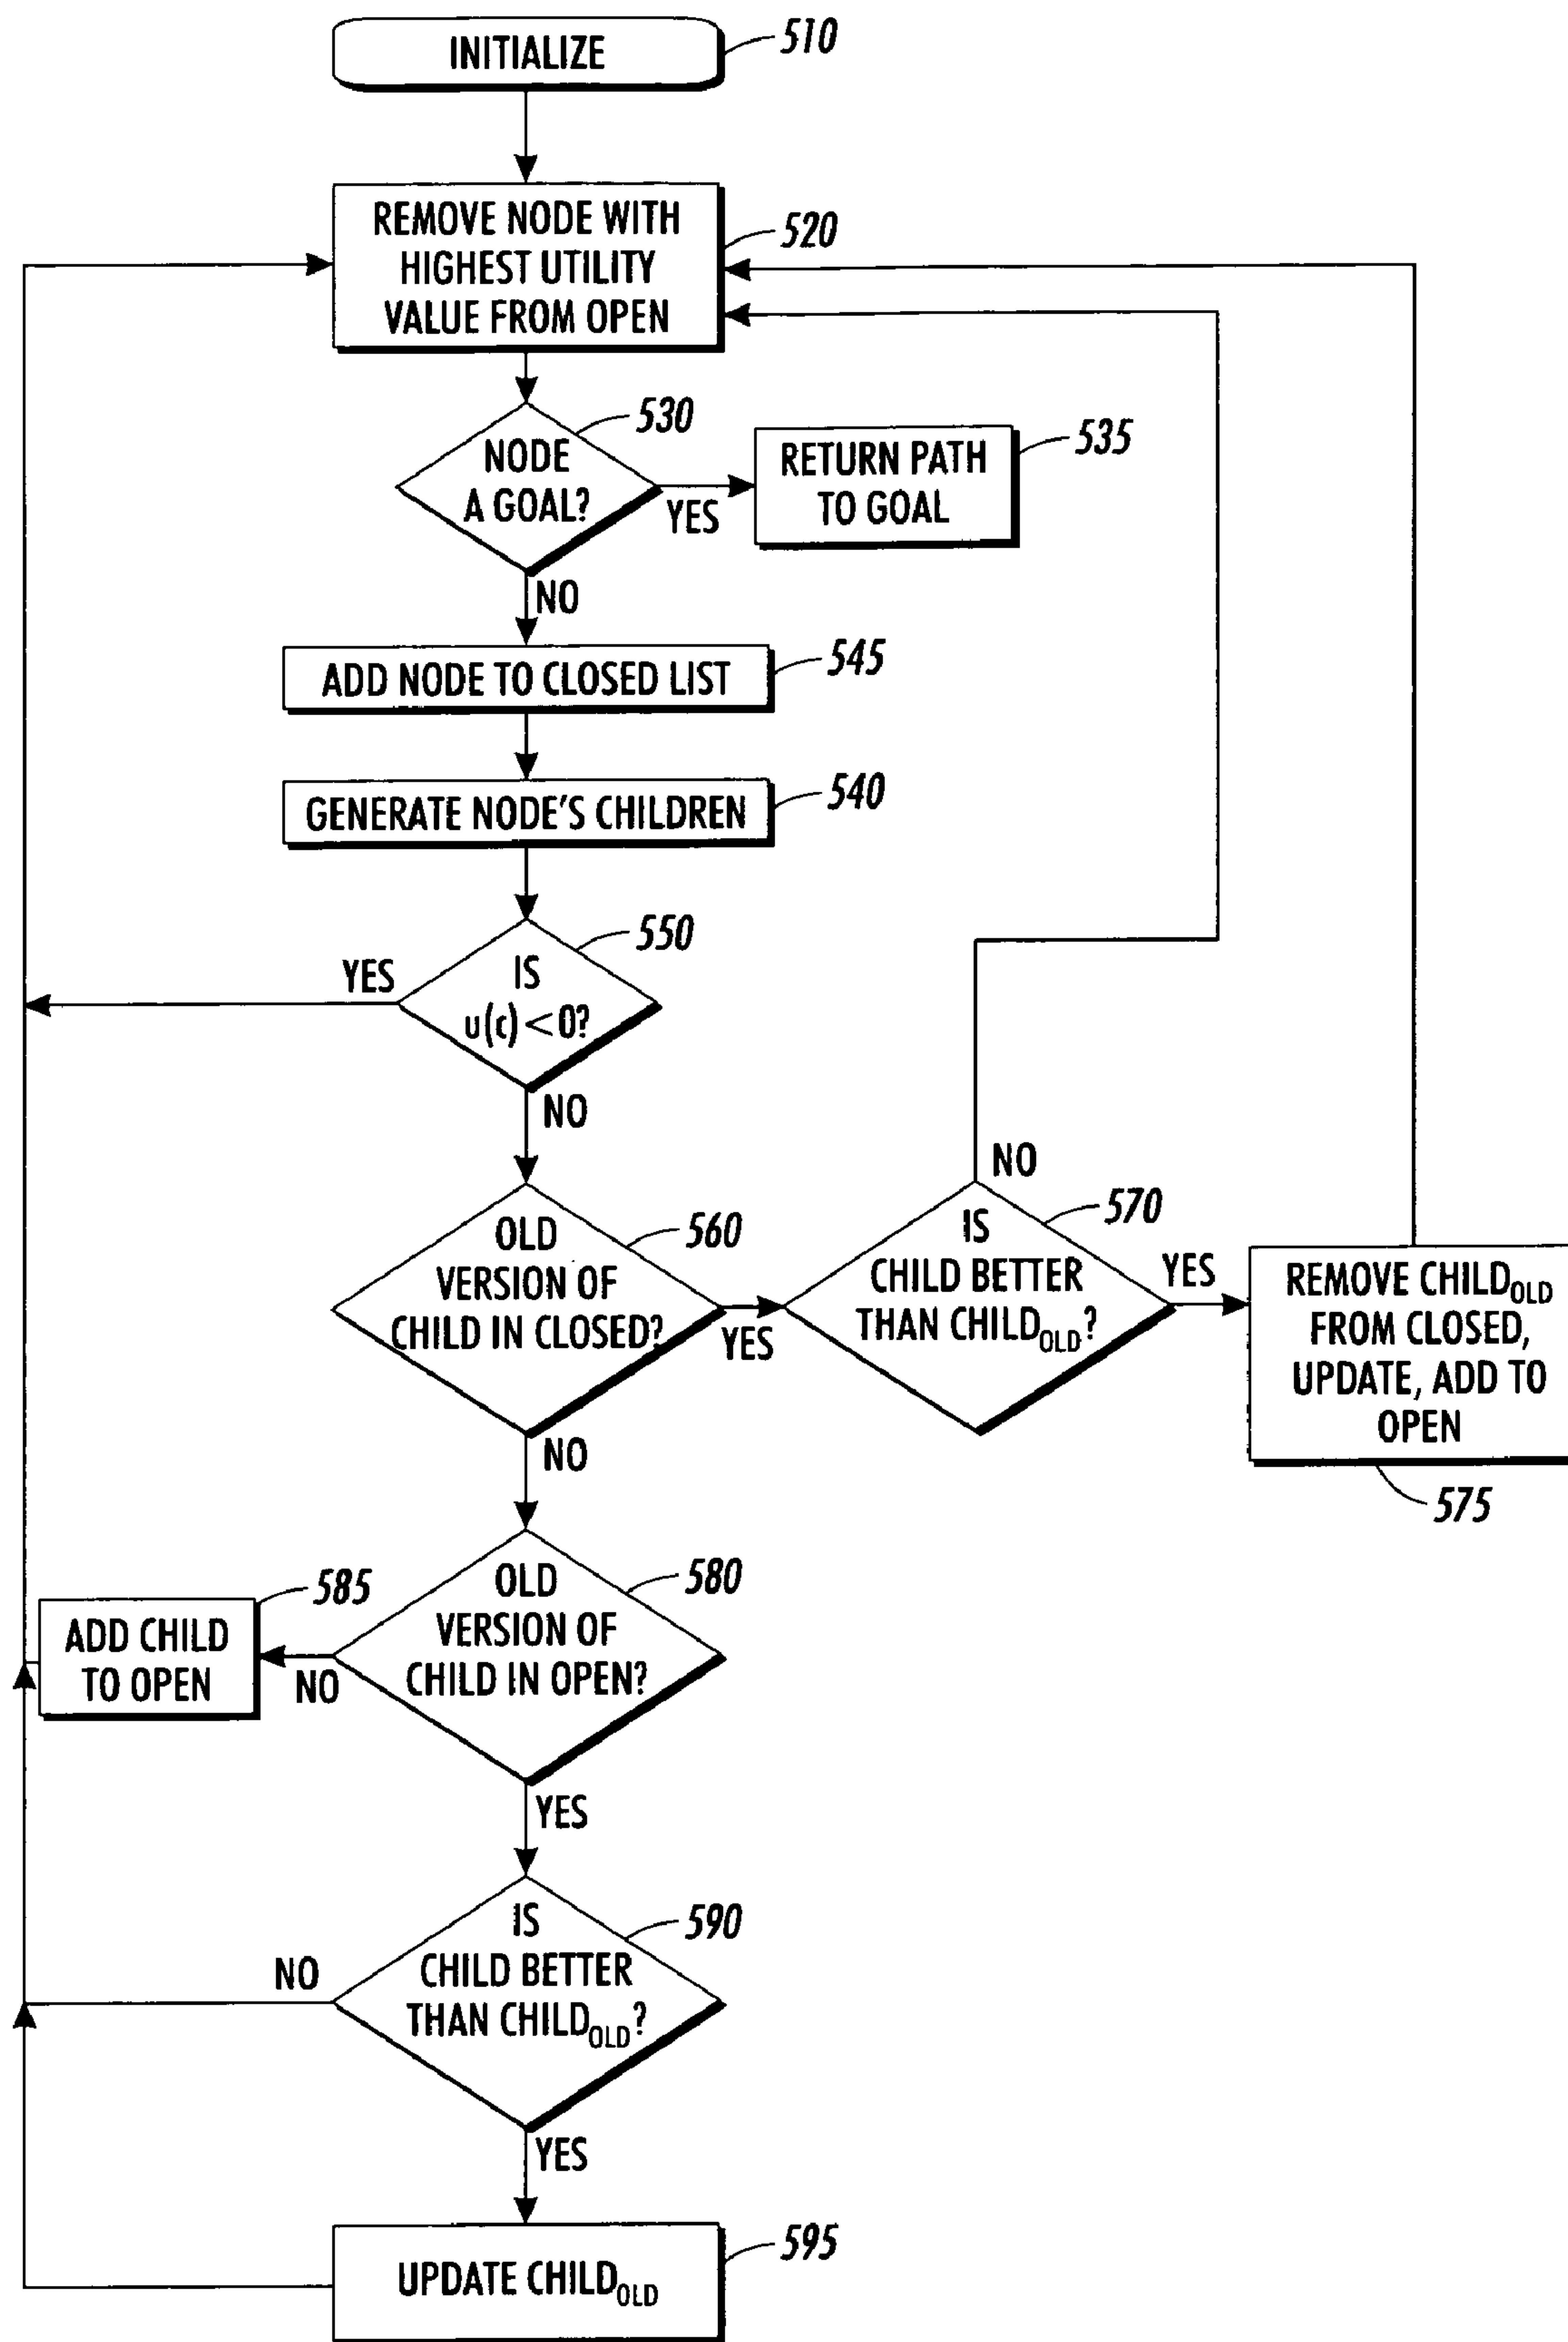 INITIALIZE
510
REMOVE NODE WITH
HIGHEST UTILITY
VALUE FROM OPEN
520
NODE
A GOAL?
530
YES
RETURN PATH
TO GOAL
535
NO
ADD NODE TO CLOSED LIST
545
GENERATE NODE'S CHILDREN
540
IS
u(c)<0?
550
YES
NO
OLD
VERSION OF
CHILD IN CLOSED?
560
YES
IS
CHILD BETTER
THAN CHILD_OLD?
570
NO
YES
REMOVE CHILD_OLD
FROM CLOSED,
UPDATE, ADD TO
OPEN
575
NO
OLD
VERSION OF
CHILD IN OPEN?
580
NO
ADD CHILD
TO OPEN
585
YES
IS
CHILD BETTER
THAN CHILD_OLD?
590
NO
YES
UPDATE CHILD_OLD
595